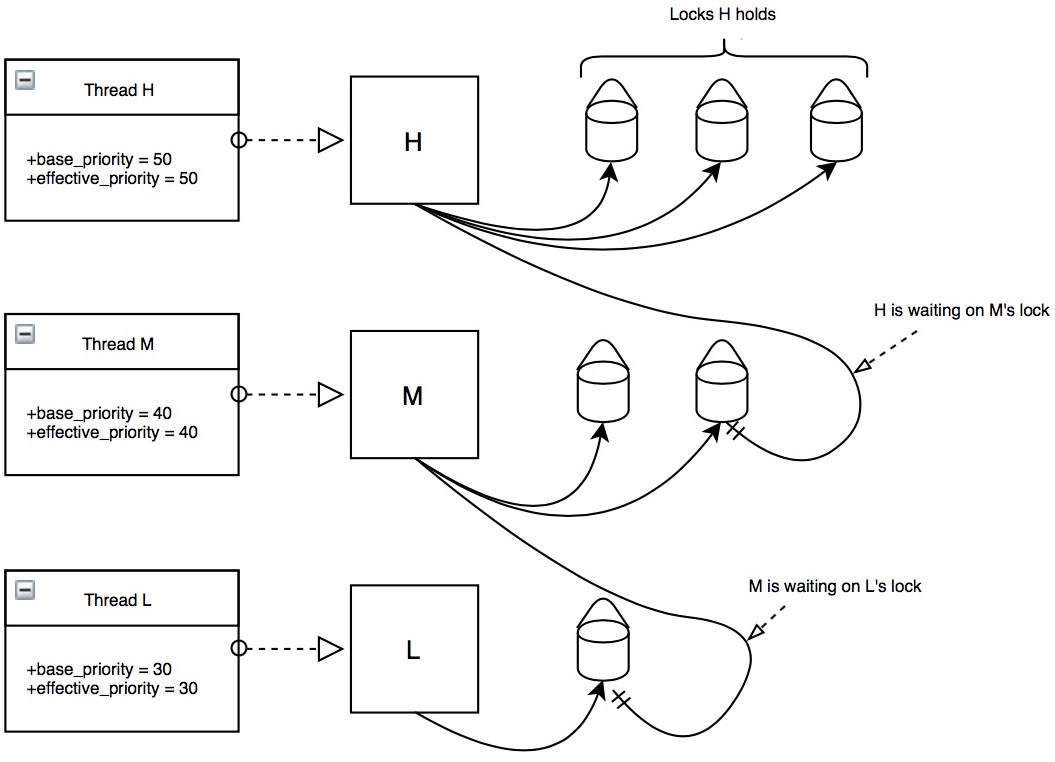 Locks H holds
Thread H
+base_priority = 50
+effective_priority = 50
H
H is waiting on M's lock
Thread M
+base_priority = 40
+effective_priority = 40
M
M is waiting on L's lock
Thread L
+base_priority = 30
+effective_priority = 30
L